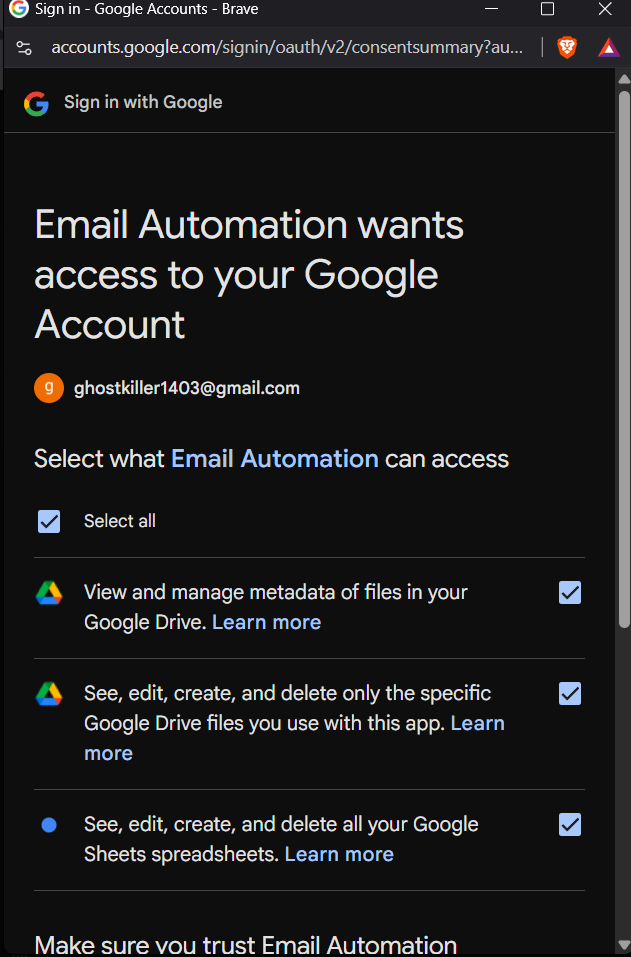 Sign in - Google Accounts - Brave
accounts.google.com/signin/oauth/v2/consentsummary?au...
Sign in with Google
Email Automation wants
access to your Google
Account
g
ghostkiller1403@gmail.com
Select what Email Automation can access
Select all
View and manage metadata of files in your
Google Drive. Learn more
See, edit, create, and delete only the specific
Google Drive files you use with this app. Learn
more
See, edit, create, and delete all your Google
Sheets spreadsheets. Learn more
Make sure you trust Email Automation